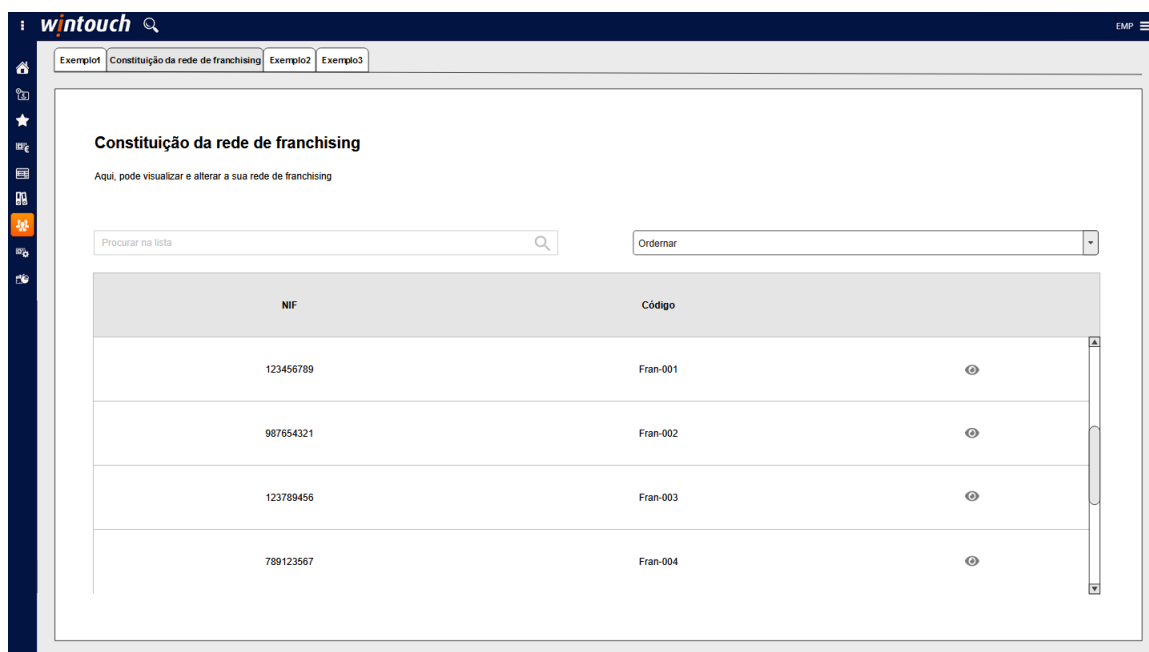 wintouch
EMP
Exemplo1 Constituição da rede de franchising Exemplo2 Exemplo3
Constituição da rede de franchising
Aqui, pode visualizar e alterar a sua rede de franchising
Procurar na lista
Ordernar
NIF Código
123456789 Fran-001
987654321 Fran-002
123789456 Fran-003
789123567 Fran-004